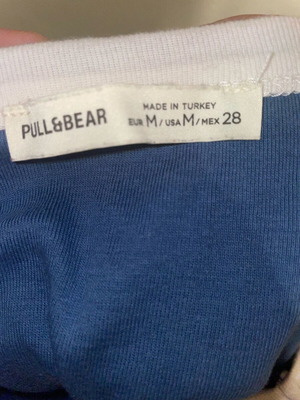 PULL&BEAR
MADE IN TURKEY
EUR M/USA M/MEX 28